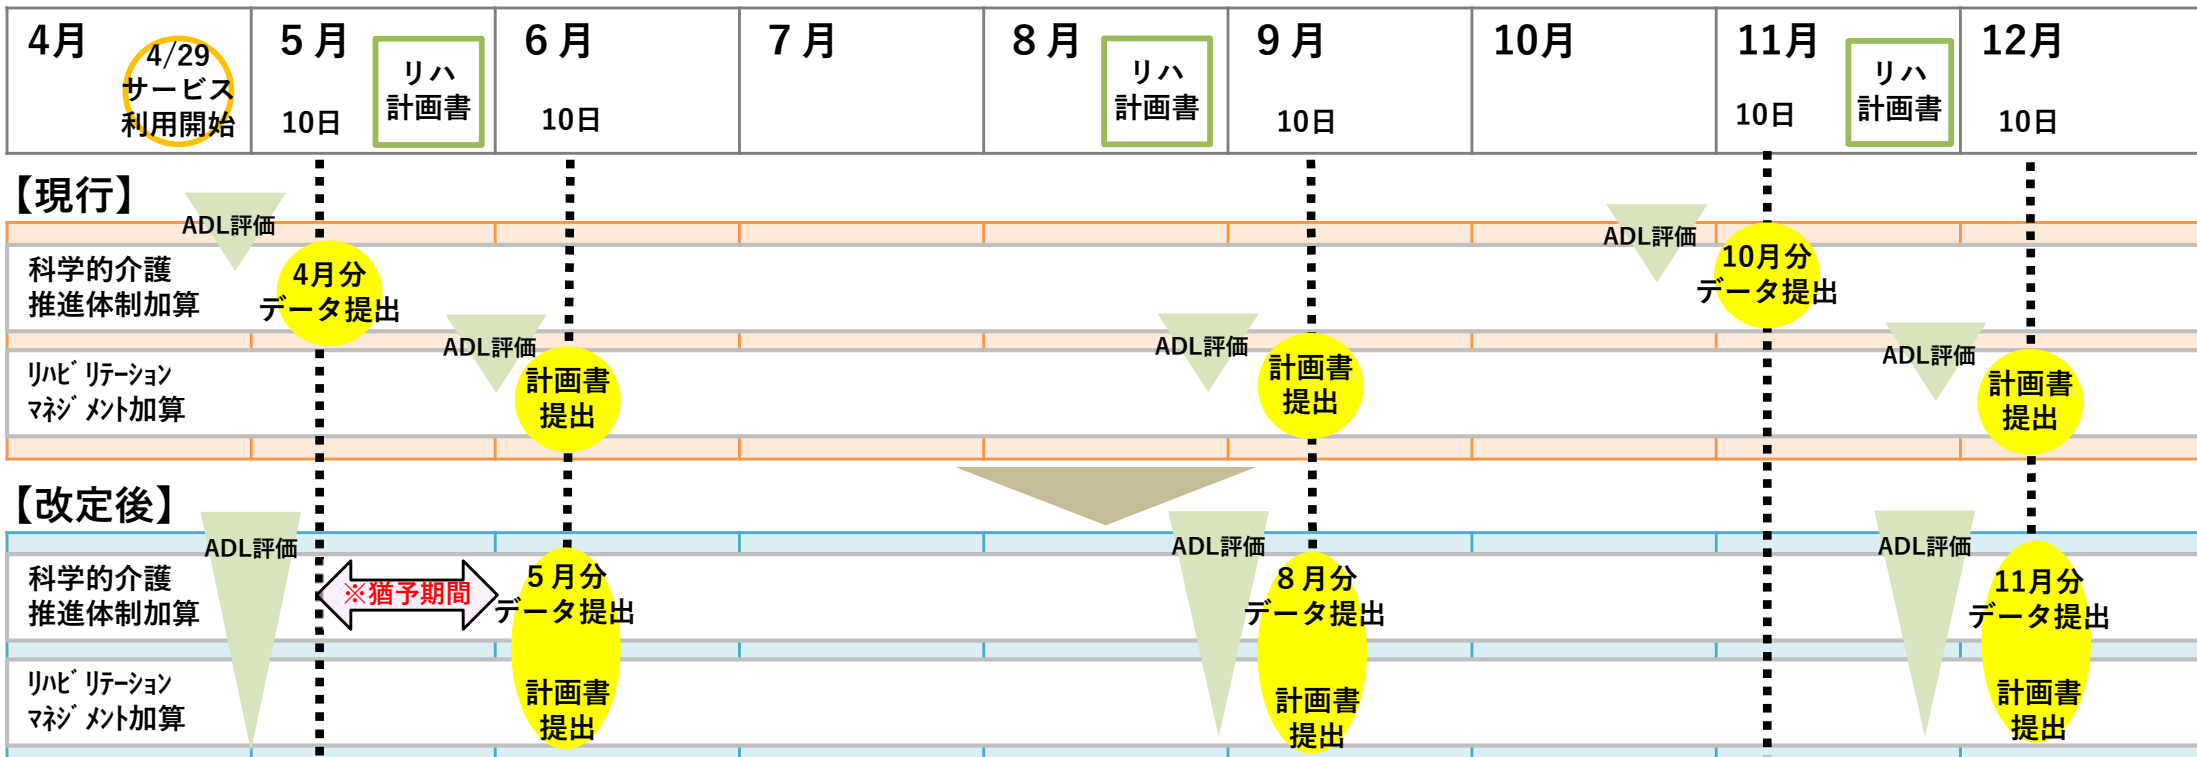 4月
4/29
サービス
利用開始
5月
10日
リハ
計画書
6月
10日
7月
8月
リハ
計画書
9月
10日
10月
11月
10日
リハ
計画書
12月
10日
【現行】
ADL評価
ADL評価
科学的介護
推進体制加算
4月分
データ提出
10月分
データ提出
ADL評価
ADL評価
ADL評価
リハビリテーション
マネジメント加算
計画書
提出
計画書
提出
計画書
提出
【改定後】
ADL評価
ADL評価
ADL評価
科学的介護
推進体制加算
※猶予期間
5月分
データ提出
8月分
データ提出
11月分
データ提出
リハビリテーション
マネジメント加算
計画書
提出
計画書
提出
計画書
提出